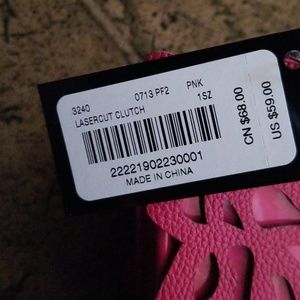 3240 0713 PF2 PNK
LASERCUT CLUTCH 1SZ
22221902230001
MADE IN CHINA
CN $68.00
US $59.00